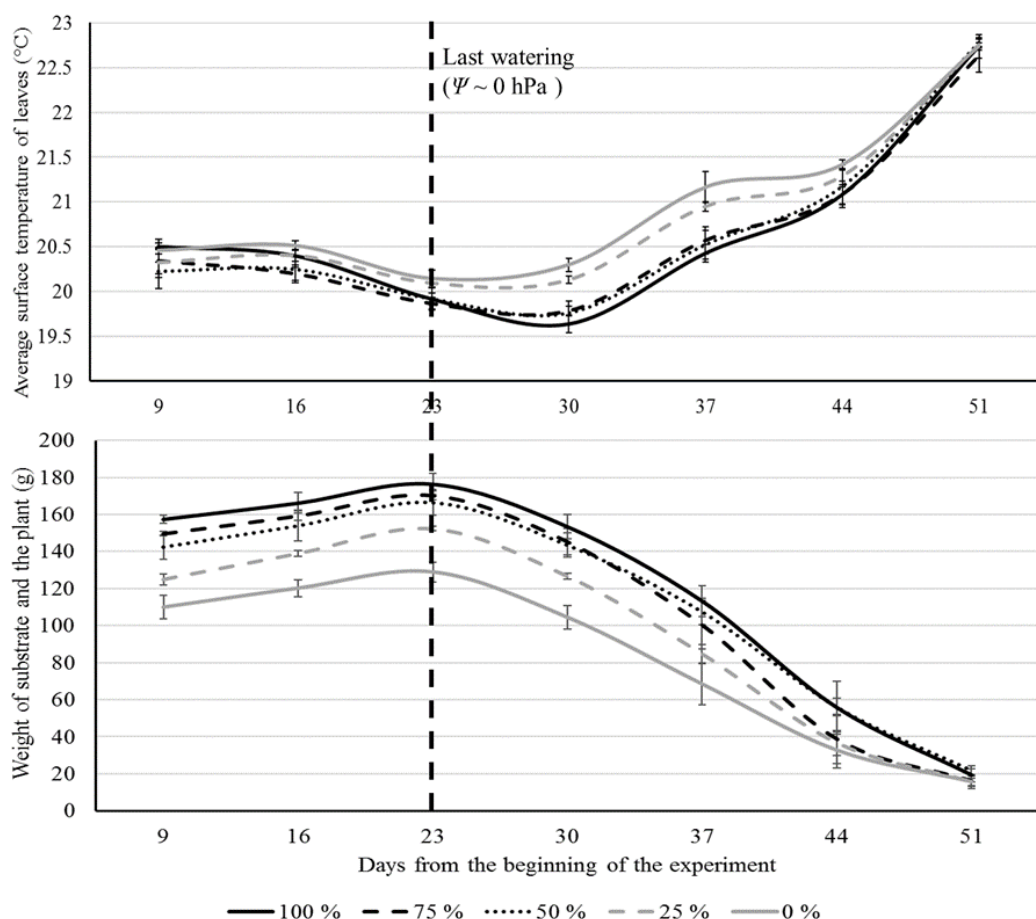 Average surface temperature of leaves (°C)
23
22.5
22
21.5
21
20.5
20
19.5
19
Last watering
(Ψ ~ 0 hPa )
9 16 23 30 37 44 51
Weight of substrate and the plant (g)
200
180
160
140
120
100
80
60
40
20
0
9 16 23 30 37 44 51
Days from the beginning of the experiment
100 % 75 % 50 % 25 % 0 %